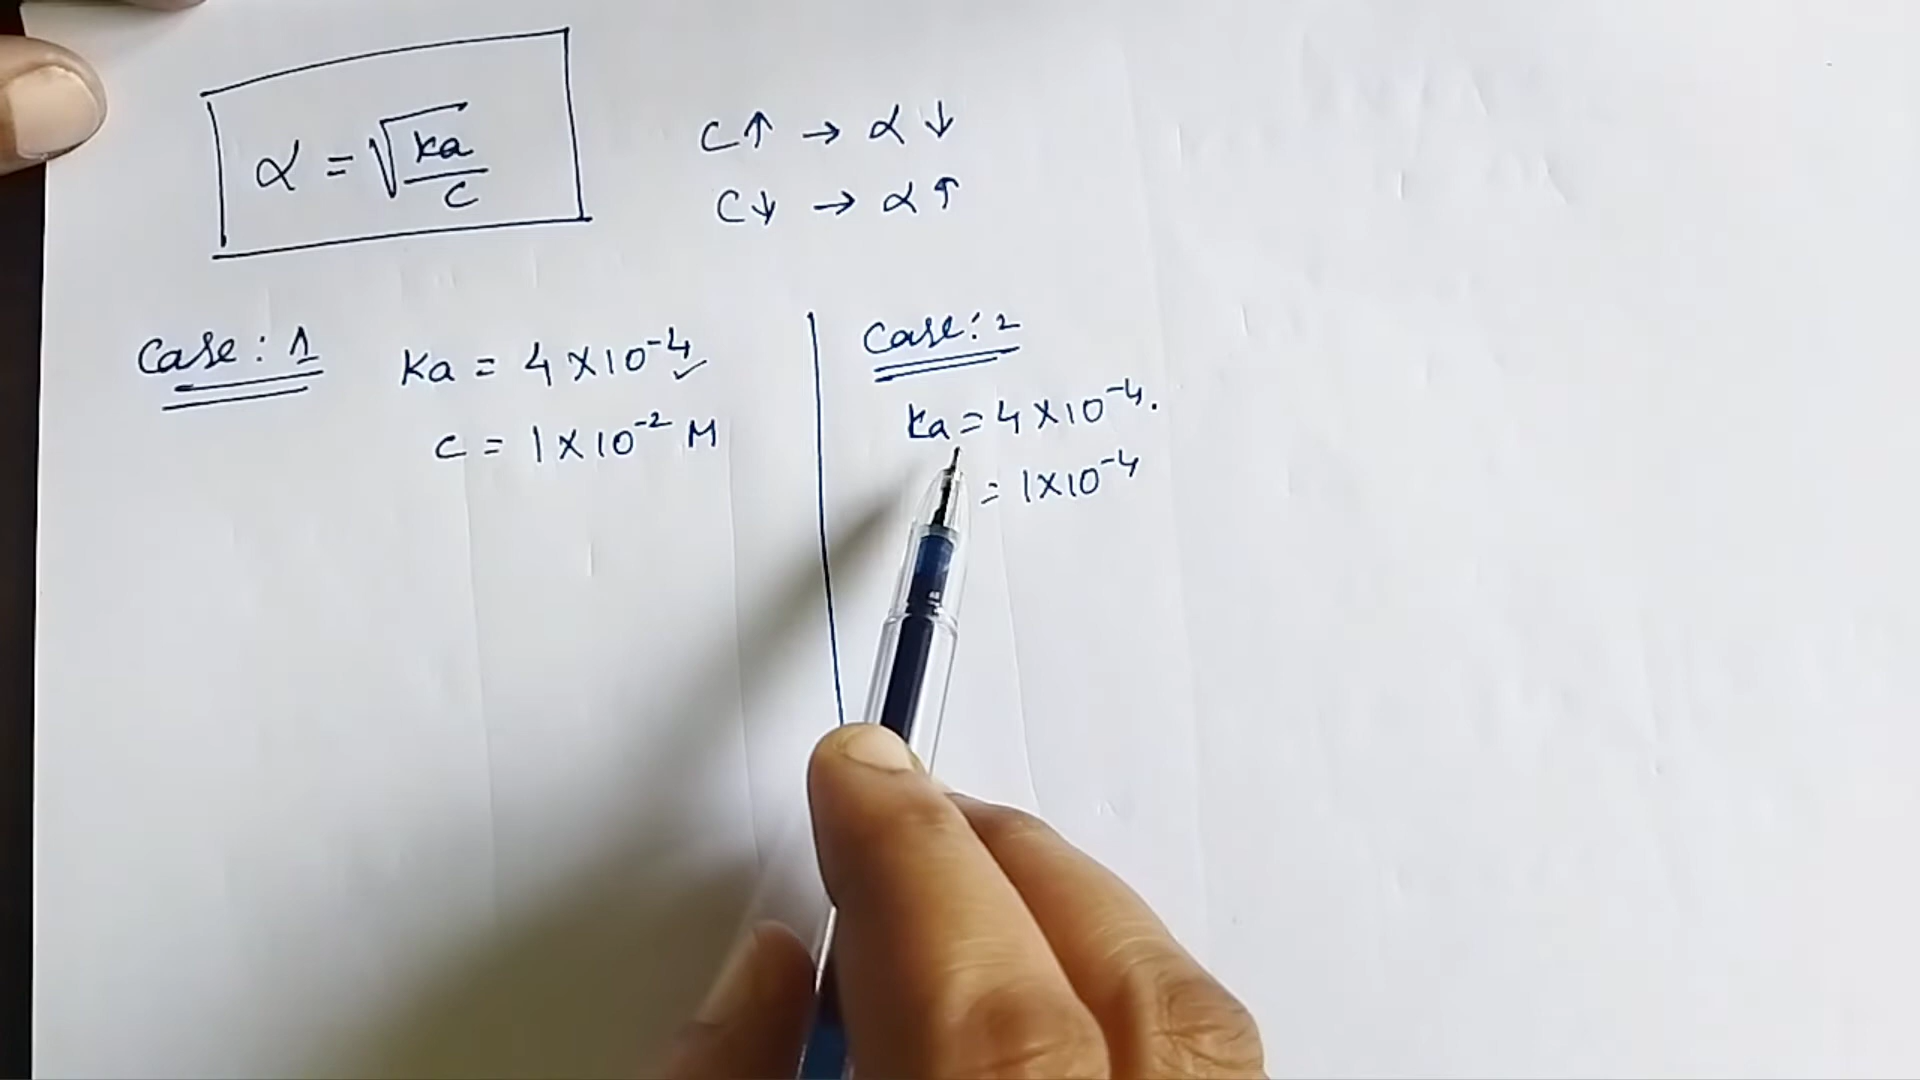 α = √ka/c
C↑ → α↓
C↓ → α↑
Case : 1
ka = 4 × 10⁻⁴ ✓
c = 1 × 10⁻² M
Case : 2
ka = 4 × 10⁻⁴.
= 1 × 10⁻⁴